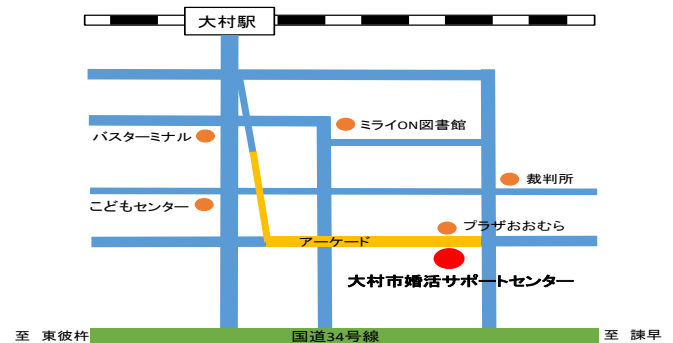 大村駅
ミライON図書館
バスターミナル
裁判所
こどもセンター
プラザおおむら
アーケード
大村市婚活サポートセンター
至 東彼杵
国道34号線
至 諫早